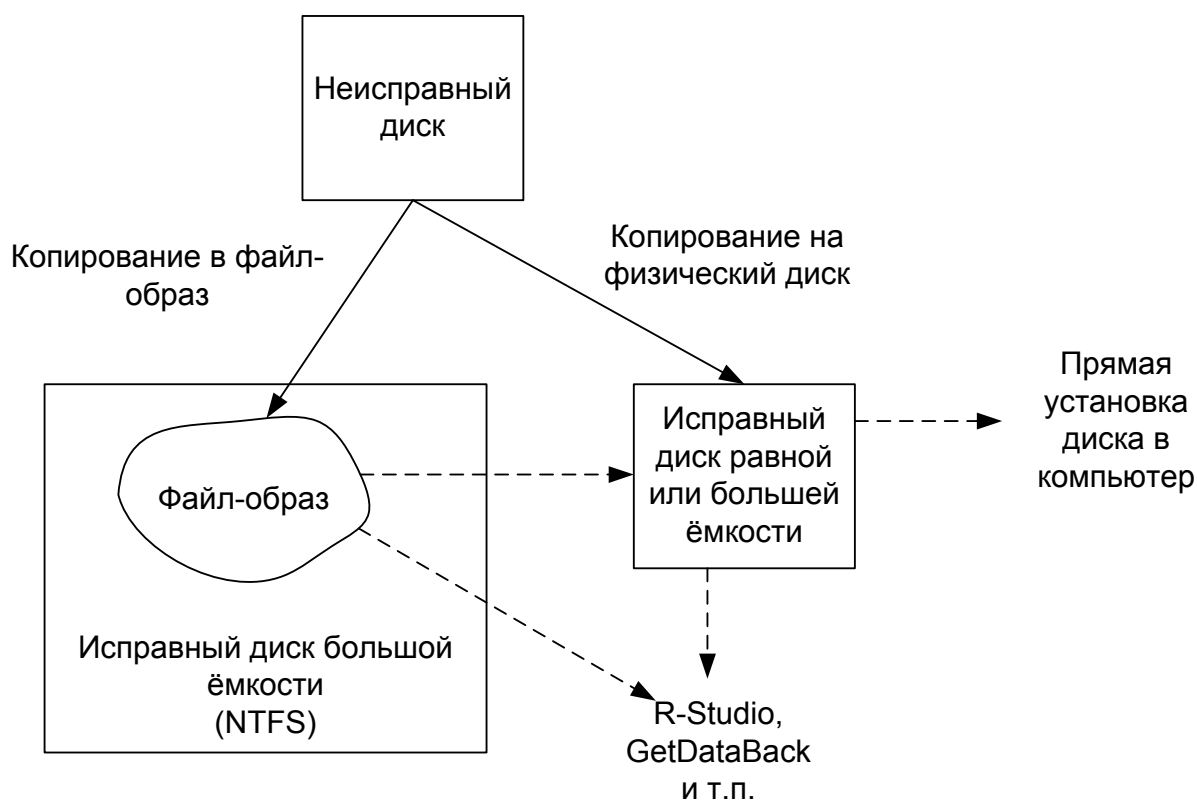 Неисправный
диск
Копирование в файл-
образ
Копирование на
физический диск
Файл-образ
Исправный диск большой
ёмкости
(NTFS)
Исправный
диск равной
или большей
ёмкости
Прямая
установка
диска в
компьютер
R-Studio,
GetDataBack
и т.п.